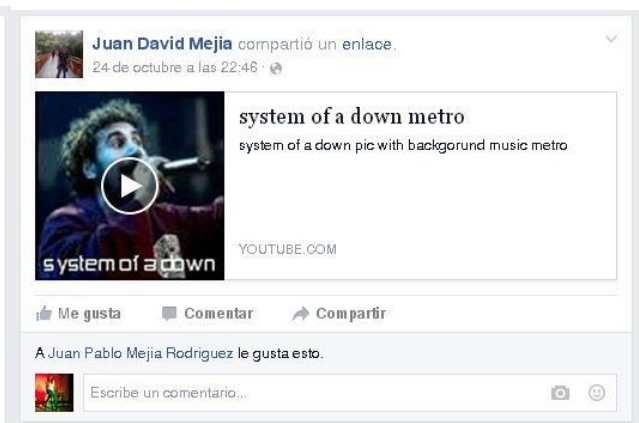 Juan David Mejia compartió un enlace.
24 de octubre a las 22:46 ·
system of a down metro
system of a down pic with backgorund music metro
YOUTUBE.COM
system of a down
Me gusta Comentar Compartir
A Juan Pablo Mejia Rodriguez le gusta esto.
Escribe un comentario...